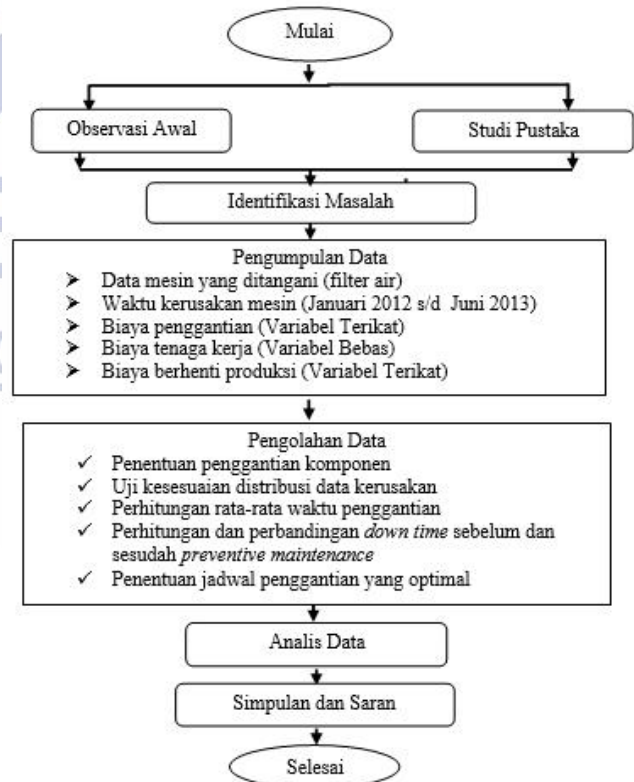 Mulai
Observasi Awal
Studi Pustaka
Identifikasi Masalah
Pengumpulan Data
➢ Data mesin yang ditangani (filter air)
➢ Waktu kerusakan mesin (Januari 2012 s/d Juni 2013)
➢ Biaya penggantian (Variabel Terikat)
➢ Biaya tenaga kerja (Variabel Bebas)
➢ Biaya berhenti produksi (Variabel Terikat)
Pengolahan Data
✓ Penentuan penggantian komponen
✓ Uji kesesuaian distribusi data kerusakan
✓ Perhitungan rata-rata waktu penggantian
✓ Perhitungan dan perbandingan down time sebelum dan
sesudah preventive maintenance
✓ Penentuan jadwal penggantian yang optimal
Analis Data
Simpulan dan Saran
Selesai